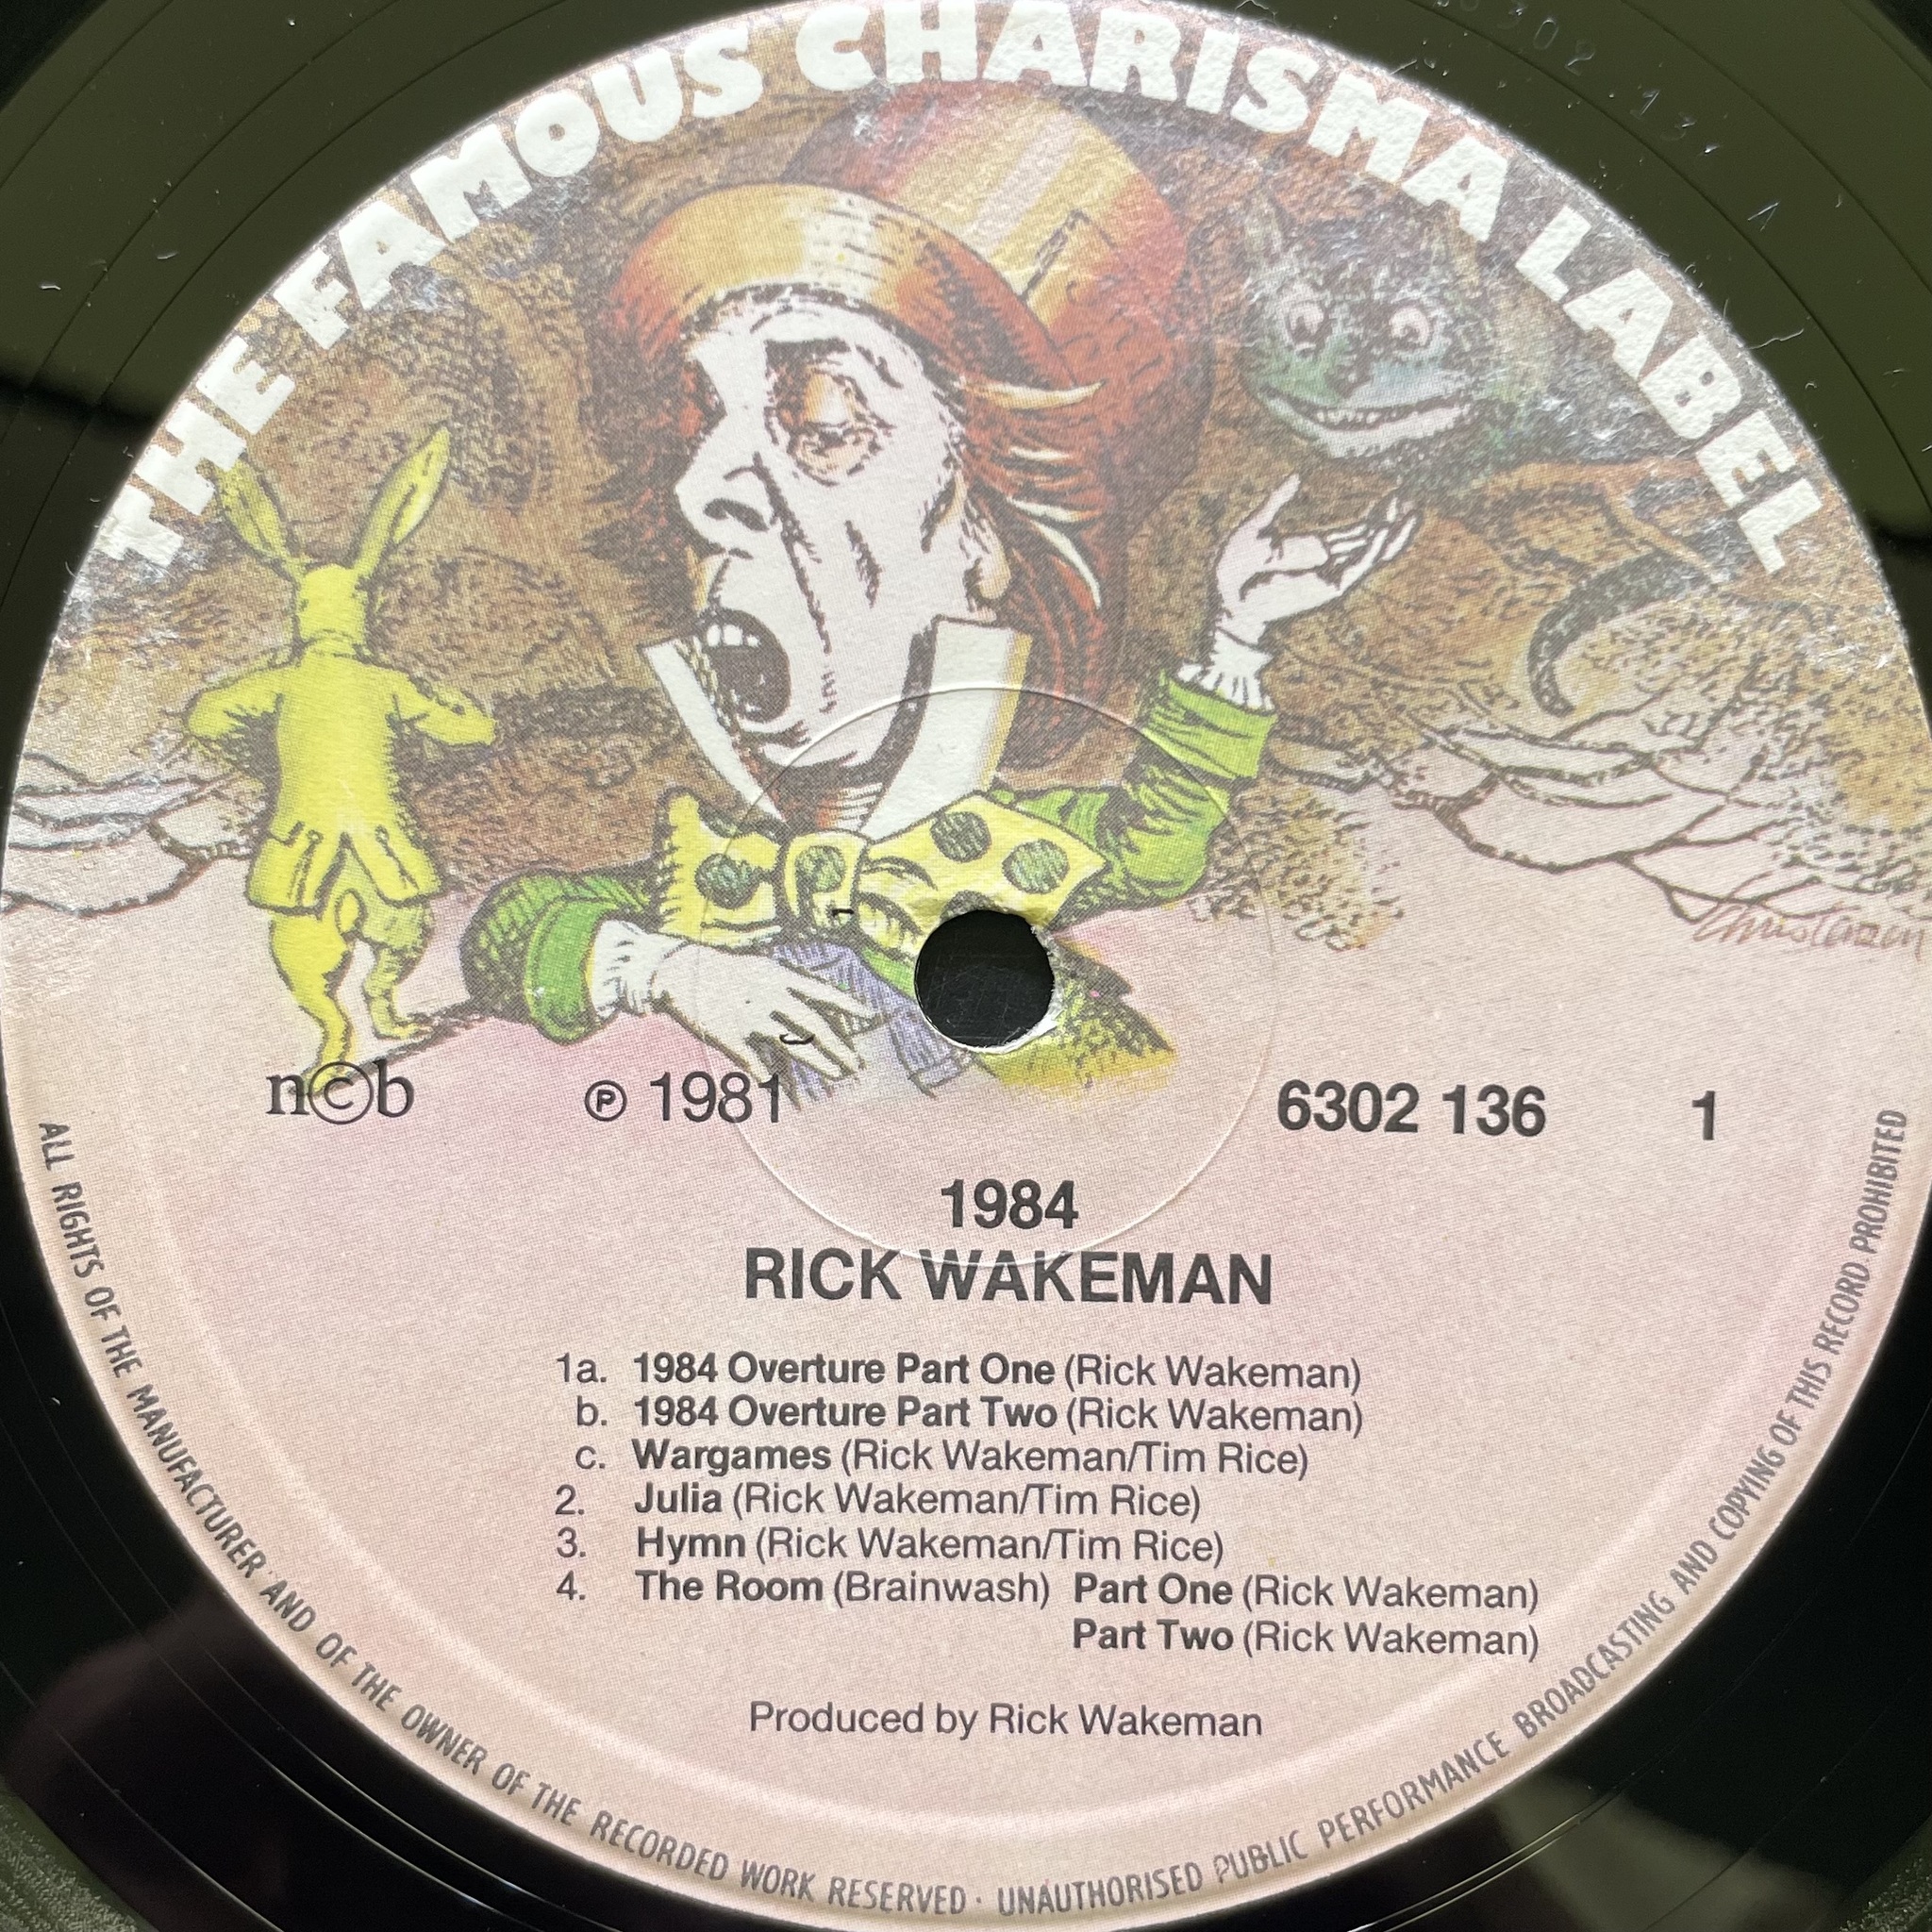 THE FAMOUS CHARISMA LABEL
Christensen
n©b
℗ 1981
6302 136
1
1984
RICK WAKEMAN
1a. 1984 Overture Part One (Rick Wakeman)
b. 1984 Overture Part Two (Rick Wakeman)
c. Wargames (Rick Wakeman/Tim Rice)
2. Julia (Rick Wakeman/Tim Rice)
3. Hymn (Rick Wakeman/Tim Rice)
4. The Room (Brainwash) Part One (Rick Wakeman)
Part Two (Rick Wakeman)
Produced by Rick Wakeman
ALL RIGHTS OF THE MANUFACTURER AND OF THE OWNER OF THE RECORDED WORK RESERVED · UNAUTHORISED PUBLIC PERFORMANCE BROADCASTING AND COPYING OF THIS RECORD PROHIBITED